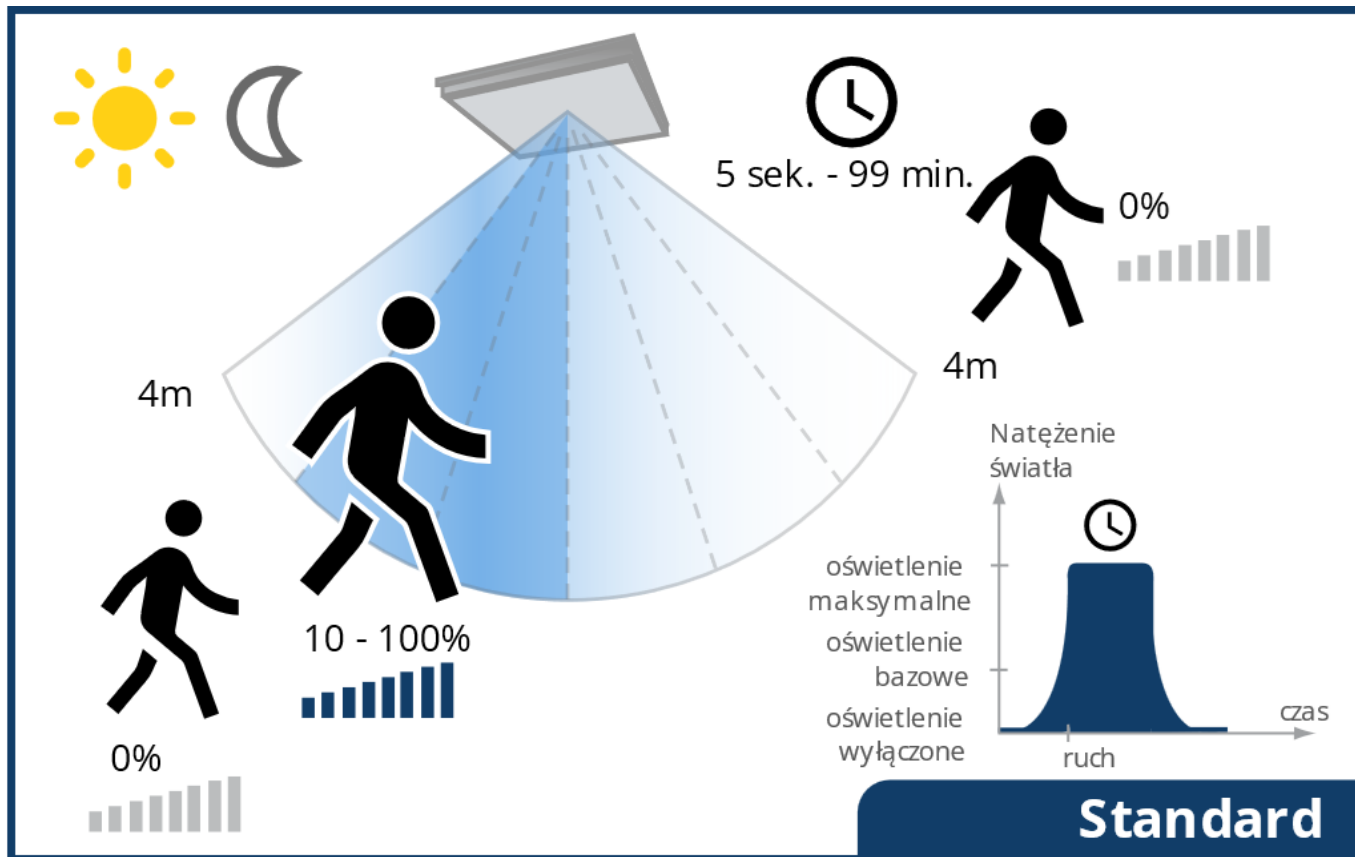 5 sek. - 99 min.
0%
4m
4m
10 - 100%
0%
Natężenie
światła
oświetlenie
maksymalne
oświetlenie
bazowe
oświetlenie
wyłączone
ruch
czas
Standard